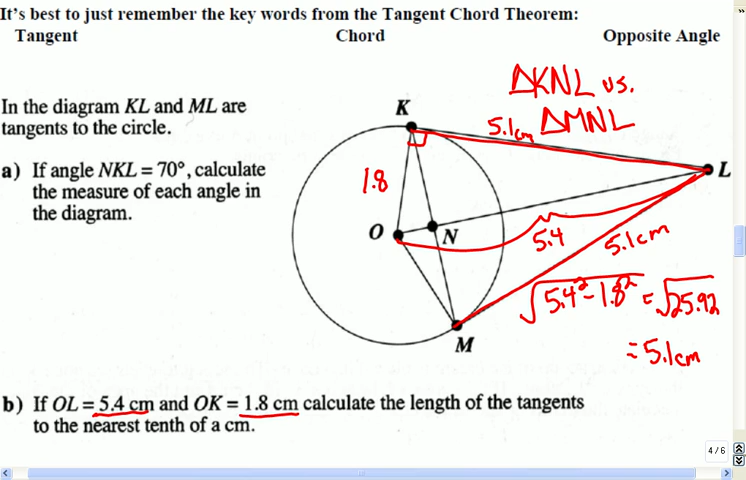 It's best to just remember the key words from the Tangent Chord Theorem:
Tangent Chord Opposite Angle
In the diagram KL and ML are
tangents to the circle.
a) If angle NKL = 70°, calculate
the measure of each angle in
the diagram.
ΔKNL vs.
ΔMNL
K
5.1cm
1.8
L
O
N
5.4
5.1cm
√5.4² - 1.8² = √25.92
= 5.1cm
M
b) If OL = 5.4 cm and OK = 1.8 cm calculate the length of the tangents
to the nearest tenth of a cm.
4 / 6